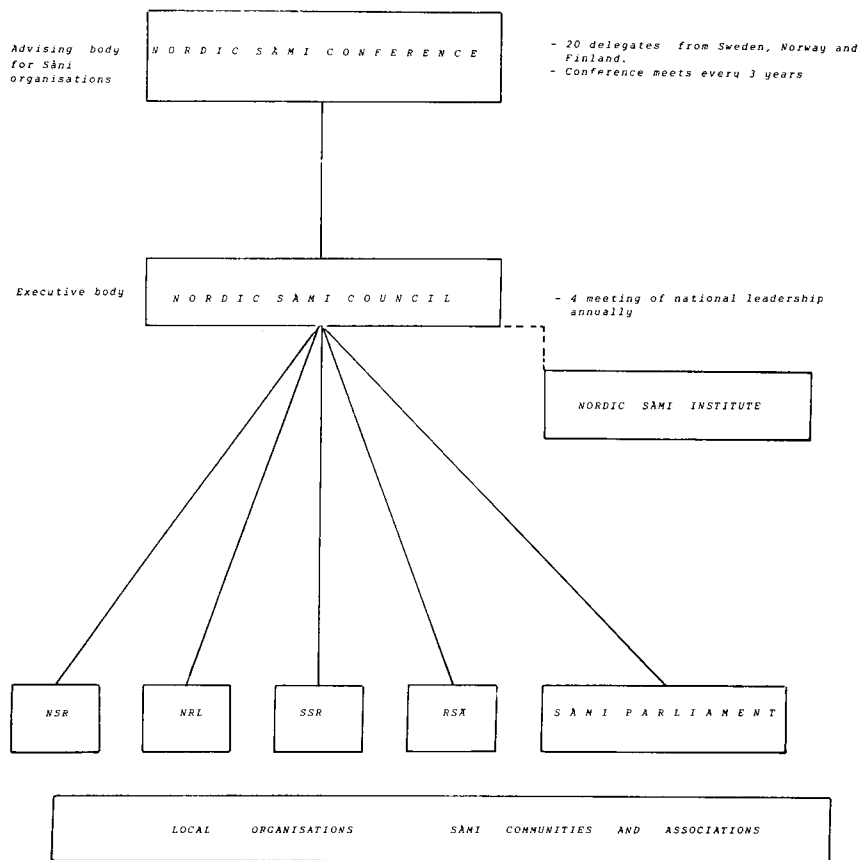 Advising body
for Sàni
organisations
NORDIC SÀMI CONFERENCE
- 20 delegates from Sweden, Norway and
Finland.
- Conference meets every 3 years
Executive body
NORDIC SÀMI COUNCIL
- 4 meeting of national leadership
annually
NORDIC SÀMI INSTITUTE
NSR
NRL
SSR
RSÄ
SÀMI PARLIAMENT
LOCAL ORGANISATIONS SÀMI COMMUNITIES AND ASSOCIATIONS